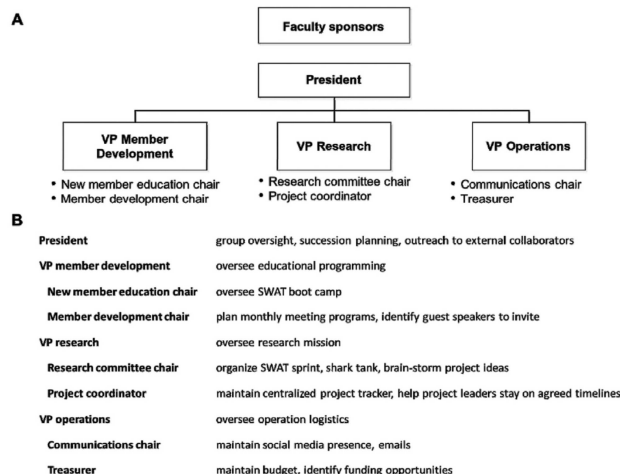 A
Faculty sponsors
President
VP Member
Development
VP Research
VP Operations
• New member education chair
• Member development chair
• Research committee chair
• Project coordinator
• Communications chair
• Treasurer
B
President group oversight, succession planning, outreach to external collaborators
VP member development oversee educational programming
New member education chair oversee SWAT boot camp
Member development chair plan monthly meeting programs, identify guest speakers to invite
VP research oversee research mission
Research committee chair organize SWAT sprint, shark tank, brain-storm project ideas
Project coordinator maintain centralized project tracker, help project leaders stay on agreed timelines
VP operations oversee operation logistics
Communications chair maintain social media presence, emails
Treasurer maintain budget, identify funding opportunities